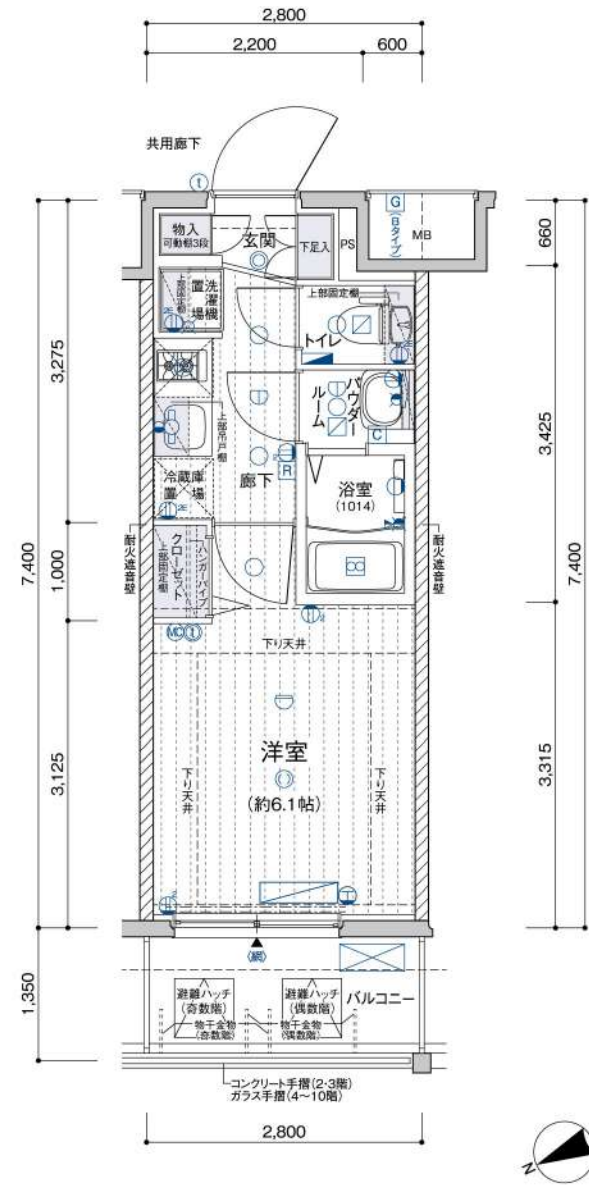 2,800
2,200
600
共用廊下
t
物入
可動棚3段
玄関
下足入
PS
G
(Bタイプ)
MB
660
上部固定棚
洗濯機
置場
上部固定棚
トイレ
3,275
パウダー
ルーム
C
上部吊戸棚
3,425
冷蔵庫
置場
廊下
R
浴室
(1014)
7,400
1,000
耐火遮音壁
上部固定棚
クローゼット
ハンガーパイプ
耐火遮音壁
7,400
MC
t
下り天井
洋室
(約6.1帖)
下り天井
下り天井
3,125
3,315
(網)
1,350
避難ハッチ
(奇数階)
避難ハッチ
(偶数階)
バルコニー
物干金物
(奇数階)
物干金物
(偶数階)
コンクリート手摺(2・3階)
ガラス手摺(4〜10階)
2,800
N